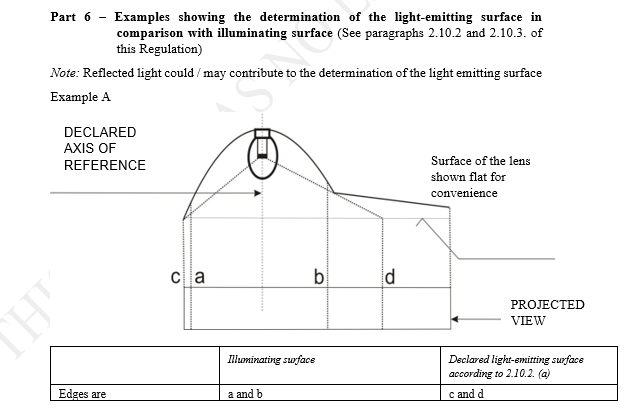 Part 6 – Examples showing the determination of the light-emitting surface in
comparison with illuminating surface (See paragraphs 2.10.2 and 2.10.3. of
this Regulation)
Note: Reflected light could / may contribute to the determination of the light emitting surface
Example A
DECLARED
AXIS OF
REFERENCE
Surface of the lens
shown flat for
convenience
c a b d
PROJECTED
VIEW
Illuminating surface
Declared light-emitting surface
according to 2.10.2. (a)
Edges are a and b c and d